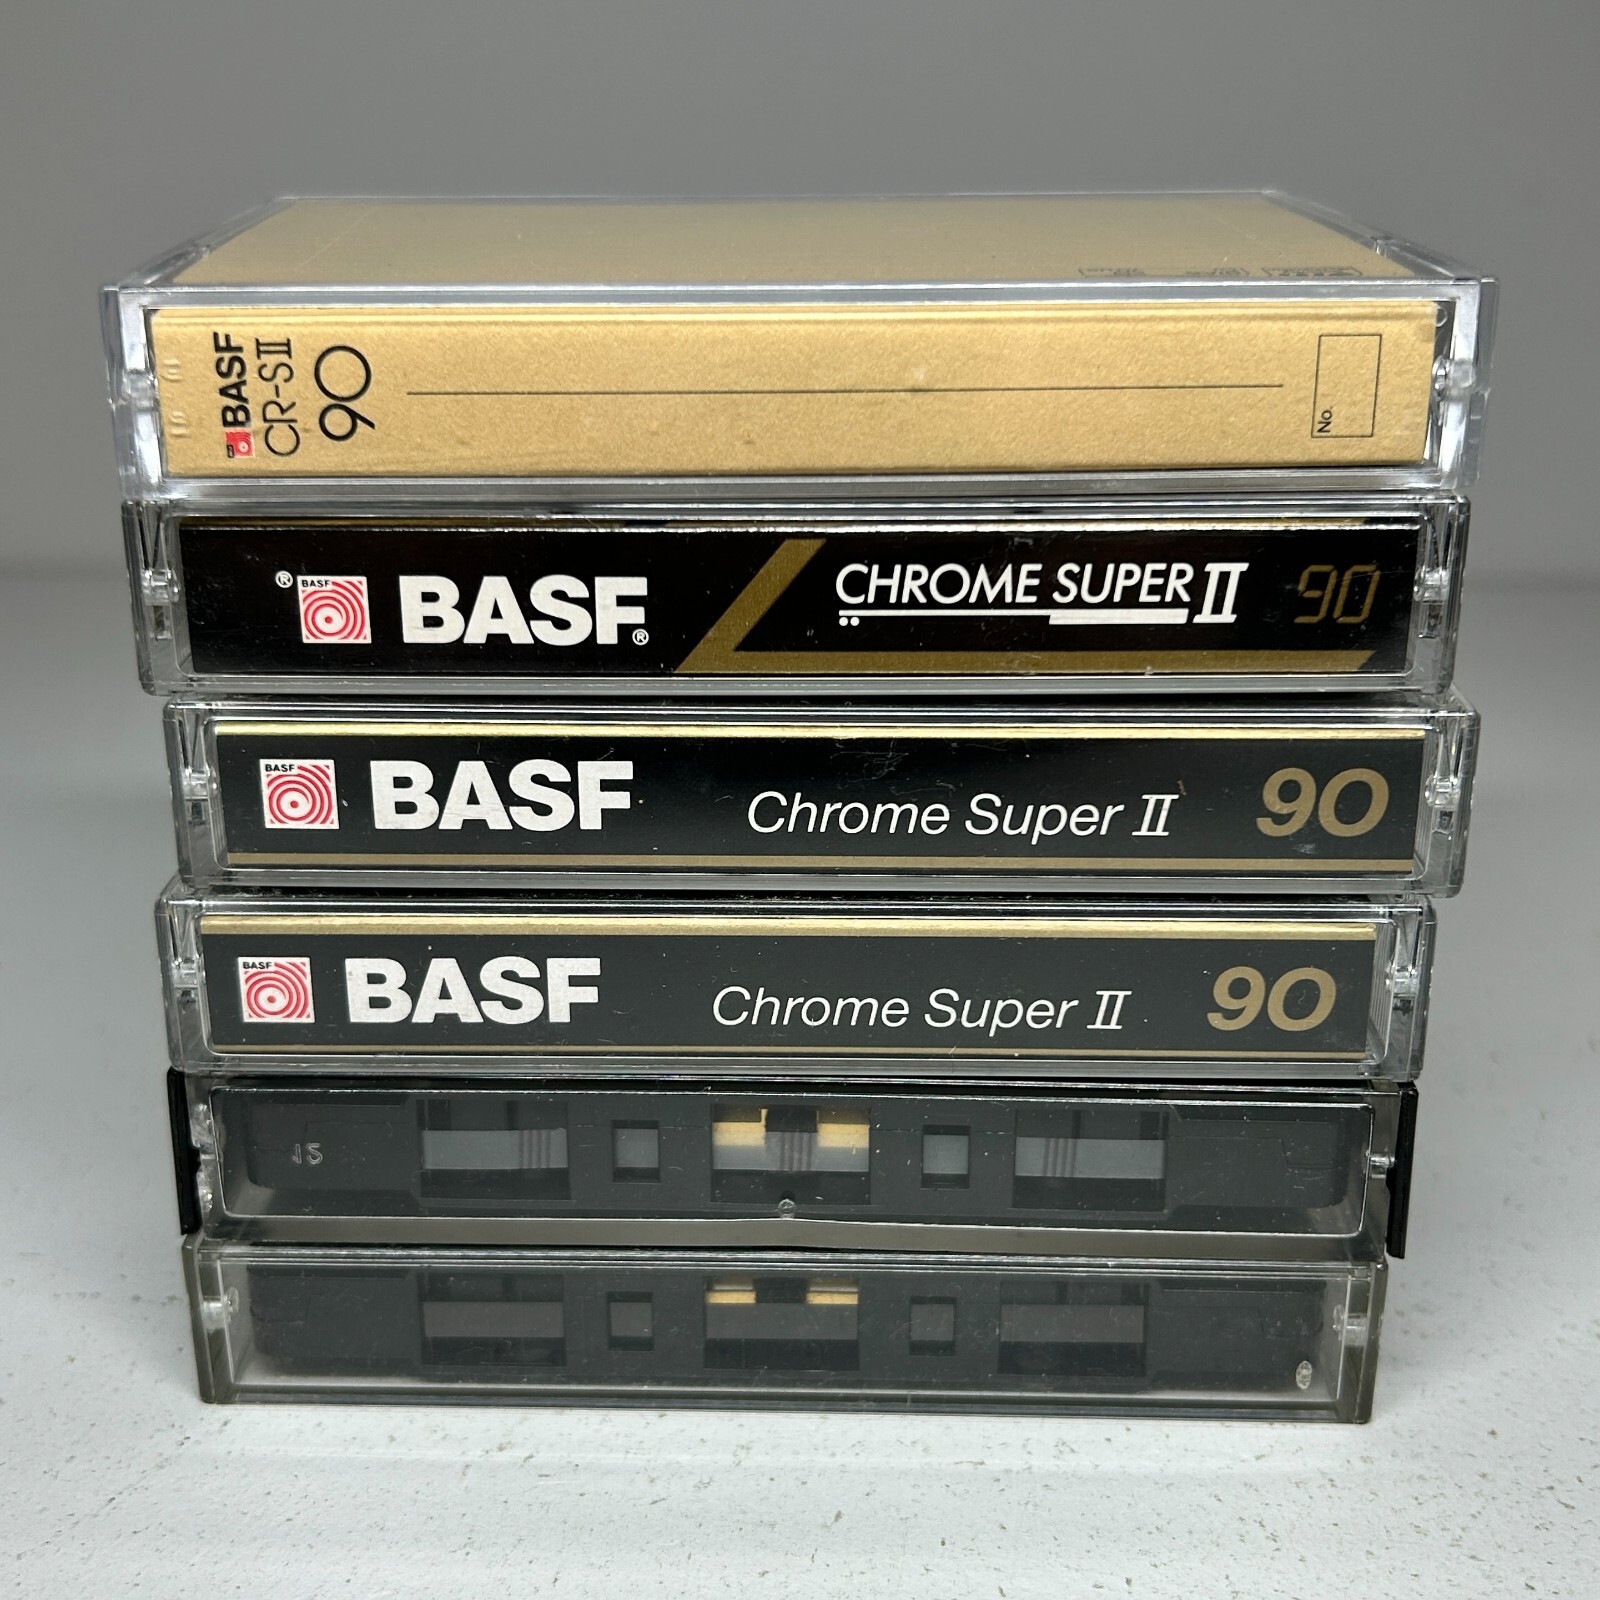 BASF
CR-SII
90
No.
® BASF BASF® CHROME SUPER II 90
BASF BASF Chrome Super II 90
BASF BASF Chrome Super II 90